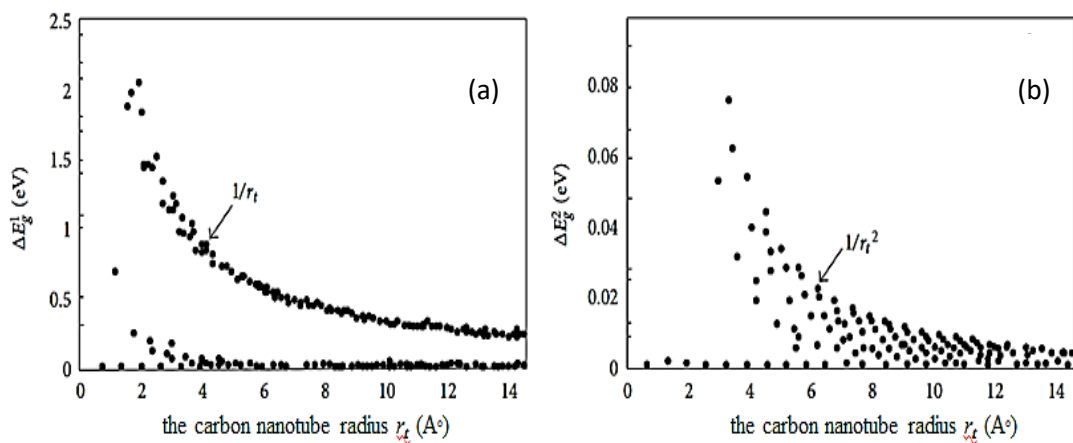 2.5
2
1.5
1
0.5
0
ΔE_g^1 (eV)
(a)
1/r_t
0 2 4 6 8 10 12 14
the carbon nanotube radius r_t (A°)
0.08
0.06
0.04
0.02
0
ΔE_g^2 (eV)
(b)
1/r_t^2
0 2 4 6 8 10 12 14
the carbon nanotube radius r_t (A°)